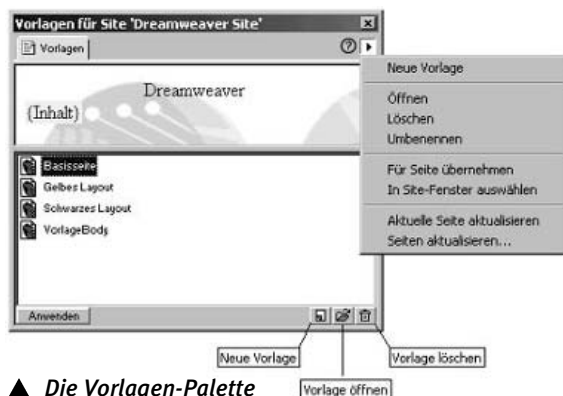 Vorlagen für Site 'Dreamweaver Site'
Vorlagen
Dreamweaver
{Inhalt}
Basisseite
Gelbes Layout
Schwarzes Layout
VorlageBody
Anwenden
Neue Vorlage
Öffnen
Löschen
Umbenennen
Für Seite übernehmen
In Site-Fenster auswählen
Aktuelle Seite aktualisieren
Seiten aktualisieren...
Neue Vorlage
Vorlage öffnen
Vorlage löschen
▲ Die Vorlagen-Palette